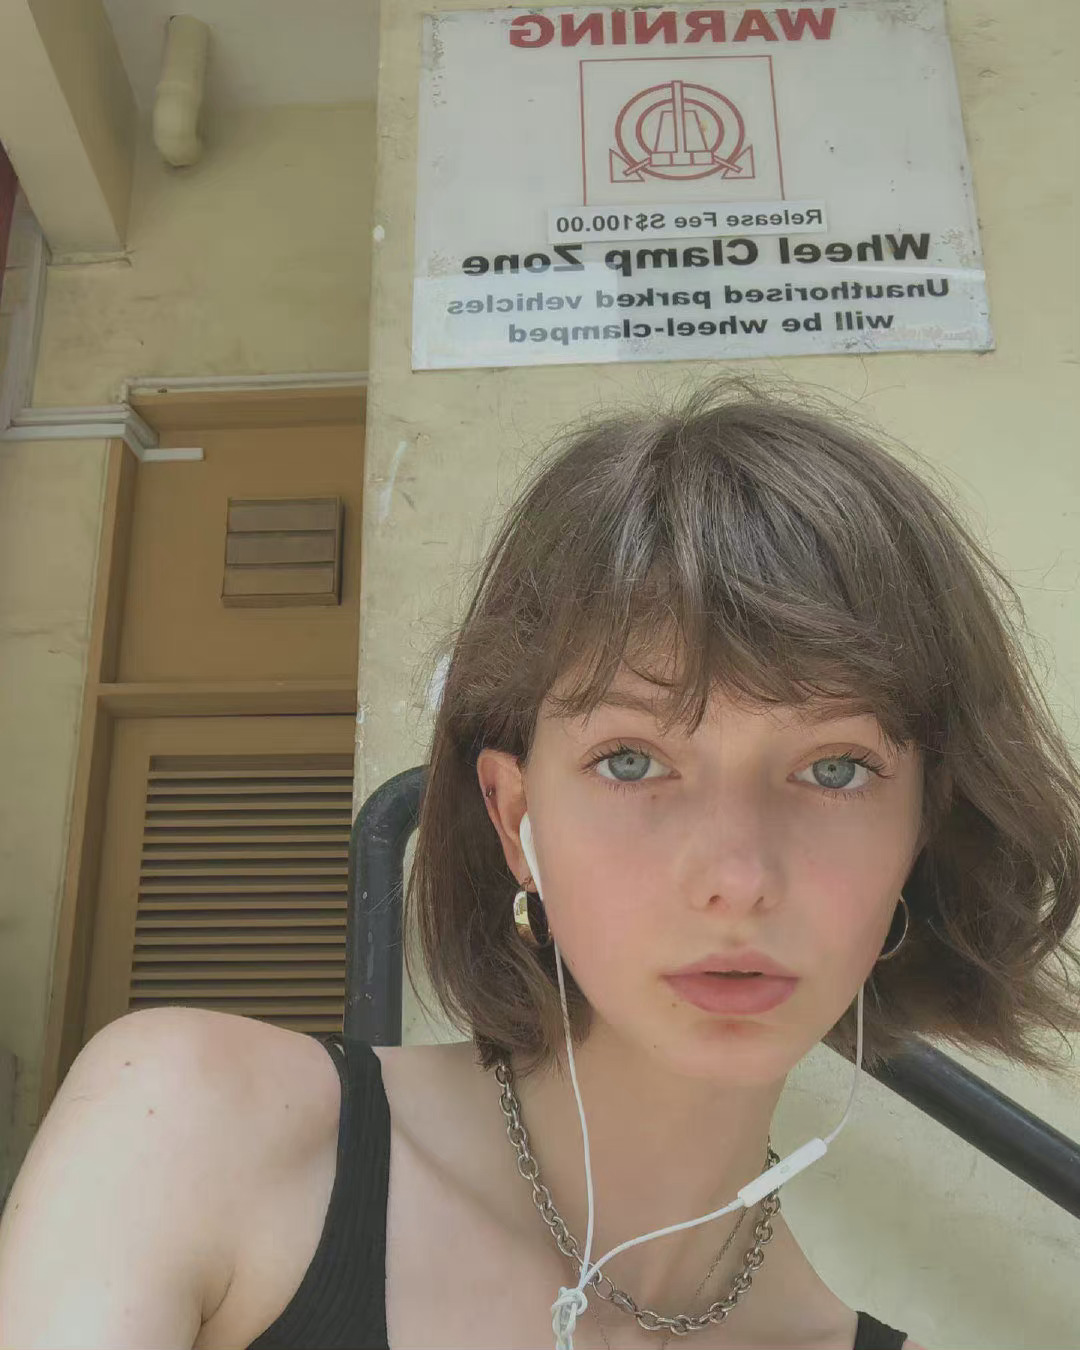 WARNING
Release Fee S$100.00
Wheel Clamp Zone
Unauthorised parked vehicles
will be wheel-clamped